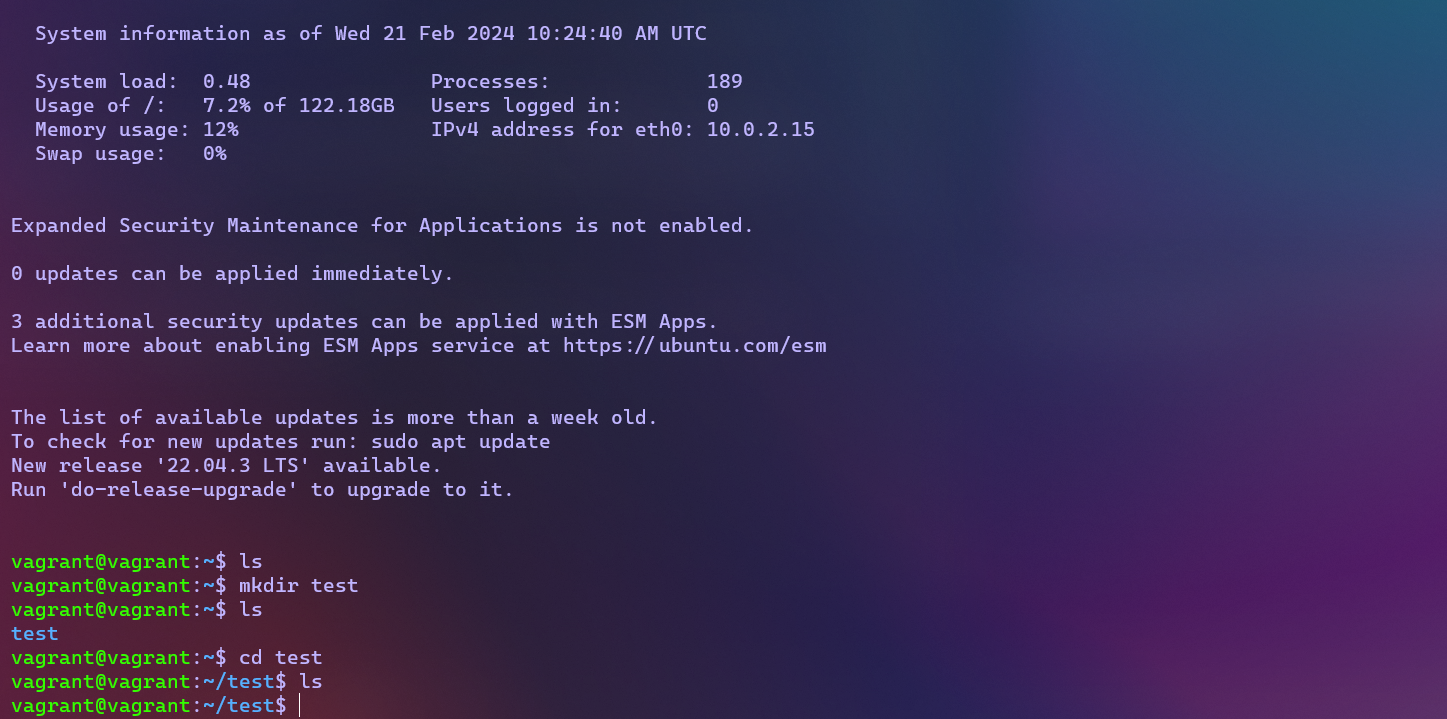 System information as of Wed 21 Feb 2024 10:24:40 AM UTC
System load:  0.48               Processes:             189
Usage of /:   7.2% of 122.18GB   Users logged in:       0
Memory usage: 12%                IPv4 address for eth0: 10.0.2.15
Swap usage:   0%
Expanded Security Maintenance for Applications is not enabled.
0 updates can be applied immediately.
3 additional security updates can be applied with ESM Apps.
Learn more about enabling ESM Apps service at https://ubuntu.com/esm
The list of available updates is more than a week old.
To check for new updates run: sudo apt update
New release '22.04.3 LTS' available.
Run 'do-release-upgrade' to upgrade to it.
vagrant@vagrant:~$ ls
vagrant@vagrant:~$ mkdir test
vagrant@vagrant:~$ ls
test
vagrant@vagrant:~$ cd test
vagrant@vagrant:~/test$ ls
vagrant@vagrant:~/test$